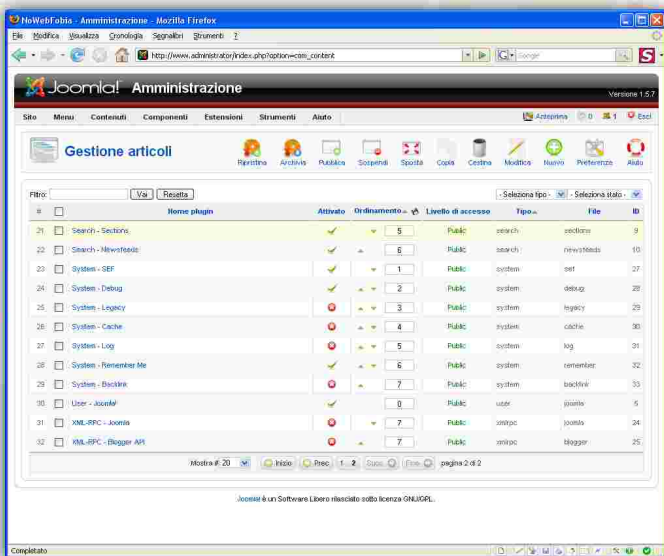 NoWebFobia - Amministrazione - Mozilla Firefox
File Modifica Visualizza Cronologia Segnalibri Strumenti ?
http://www.administrator/index.php?option=com_content
Google
Joomla! Amministrazione
Versione 1.5.7
Sito Menu Contenuti Componenti Estensioni Strumenti Aiuto Anteprima 0 1 Esci
Gestione articoli
Ripristina Archivia Pubblica Sospendi Sposta Copia Cestina Modifica Nuovo Preferenze Aiuto
Filtro: Vai Resetta - Seleziona tipo - - Seleziona stato -
# Nome plugin Attivato Ordinamento Livello di accesso Tipo File ID
21 Search - Sections 5 Public search sections 9
22 Search - Newsfeeds 6 Public search newsfeeds 10
23 System - SEF 1 Public system sef 27
24 System - Debug 2 Public system debug 28
25 System - Legacy 3 Public system legacy 29
26 System - Cache 4 Public system cache 30
27 System - Log 5 Public system log 31
28 System - Remember Me 6 Public system remember 32
29 System - Backlink 7 Public system backlink 33
30 User - Joomla! 0 Public user joomla 5
31 XML-RPC - Joomla 7 Public xmlrpc joomla 24
32 XML-RPC - Blogger API 7 Public xmlrpc blogger 25
Mostra #: 20 Inizio Prec 1 2 Succ Fine pagina 2 di 2
Joomla! è un Software Libero rilasciato sotto licenza GNU/GPL.
Completato